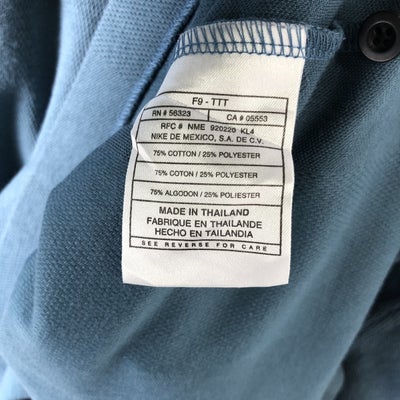 F9 - TTT
RN # 56323 CA # 05553
RFC # NME 920220 KL4
NIKE DE MEXICO, S.A. DE C.V.
75% COTTON / 25% POLYESTER
75% COTON / 25% POLYESTER
75% ALGODON / 25% POLIESTER
MADE IN THAILAND
FABRIQUE EN THAILANDE
HECHO EN TAILANDIA
SEE REVERSE FOR CARE